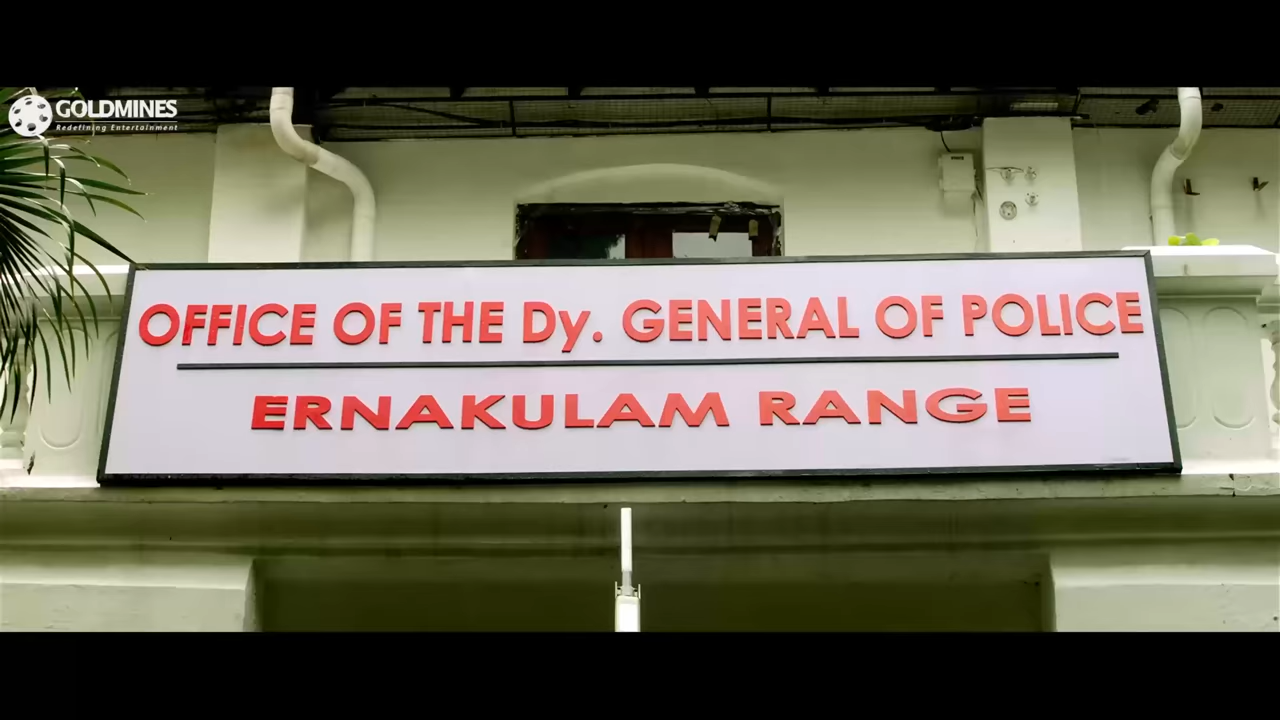 GOLDMINES
Redefining Entertainment
OFFICE OF THE Dy. GENERAL OF POLICE
ERNAKULAM RANGE